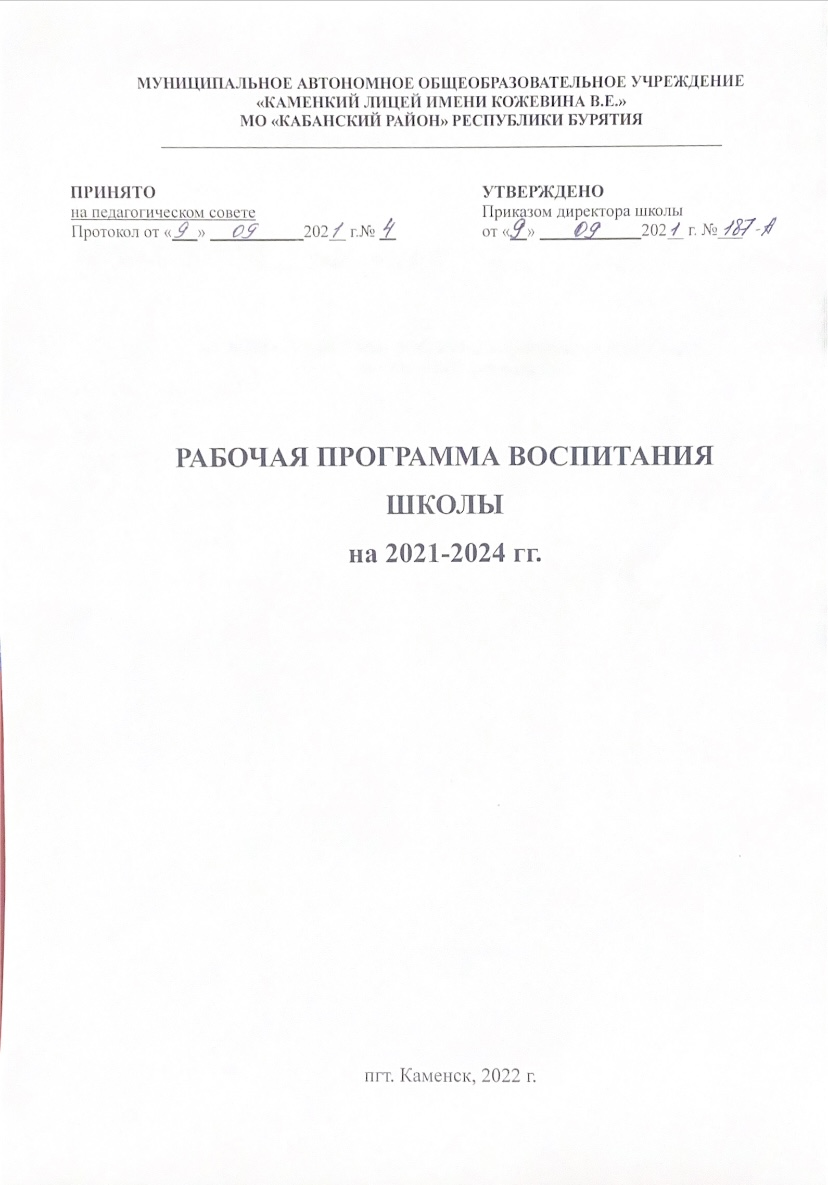 МУНИЦИПАЛЬНОЕ АВТОНОМНОЕ ОБЩЕОБРАЗОВАТЕЛЬНОЕ УЧРЕЖДЕНИЕ
«КАМЕНКИЙ ЛИЦЕЙ ИМЕНИ КОЖЕВИНА В.Е.»
МО «КАБАНСКИЙ РАЙОН» РЕСПУБЛИКИ БУРЯТИЯ
ПРИНЯТО
на педагогическом совете
Протокол от «9» 09 2021 г.№ 4
УТВЕРЖДЕНО
Приказом директора школы
от «9» 09 2021 г. № 187-А
РАБОЧАЯ ПРОГРАММА ВОСПИТАНИЯ
ШКОЛЫ
на 2021-2024 гг.
пгт. Каменск, 2022 г.